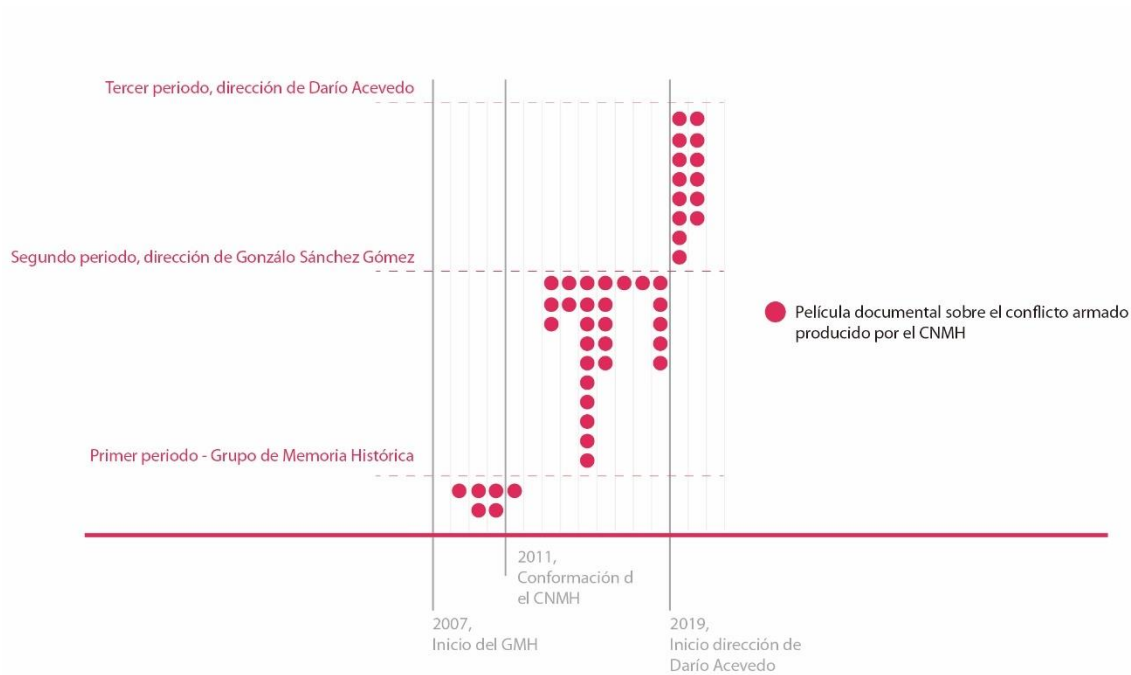 Tercer periodo, dirección de Darío Acevedo
Segundo periodo, dirección de Gonzálo Sánchez Gómez
Película documental sobre el conflicto armado
producido por el CNMH
Primer periodo - Grupo de Memoria Histórica
2011,
Conformación d
el CNMH
2007,
Inicio del GMH
2019,
Inicio dirección de
Darío Acevedo